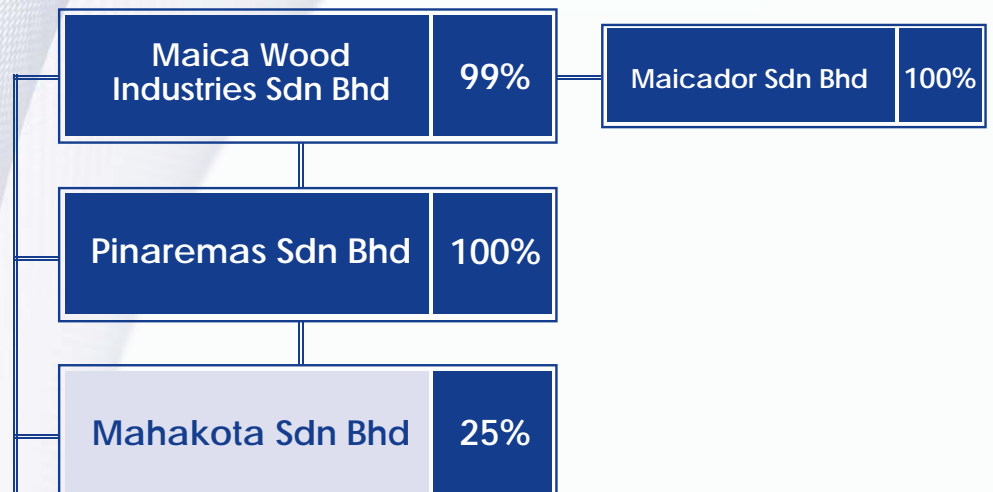 Maica Wood
Industries Sdn Bhd
99%
Maicador Sdn Bhd
100%
Pinaremas Sdn Bhd
100%
Mahakota Sdn Bhd
25%